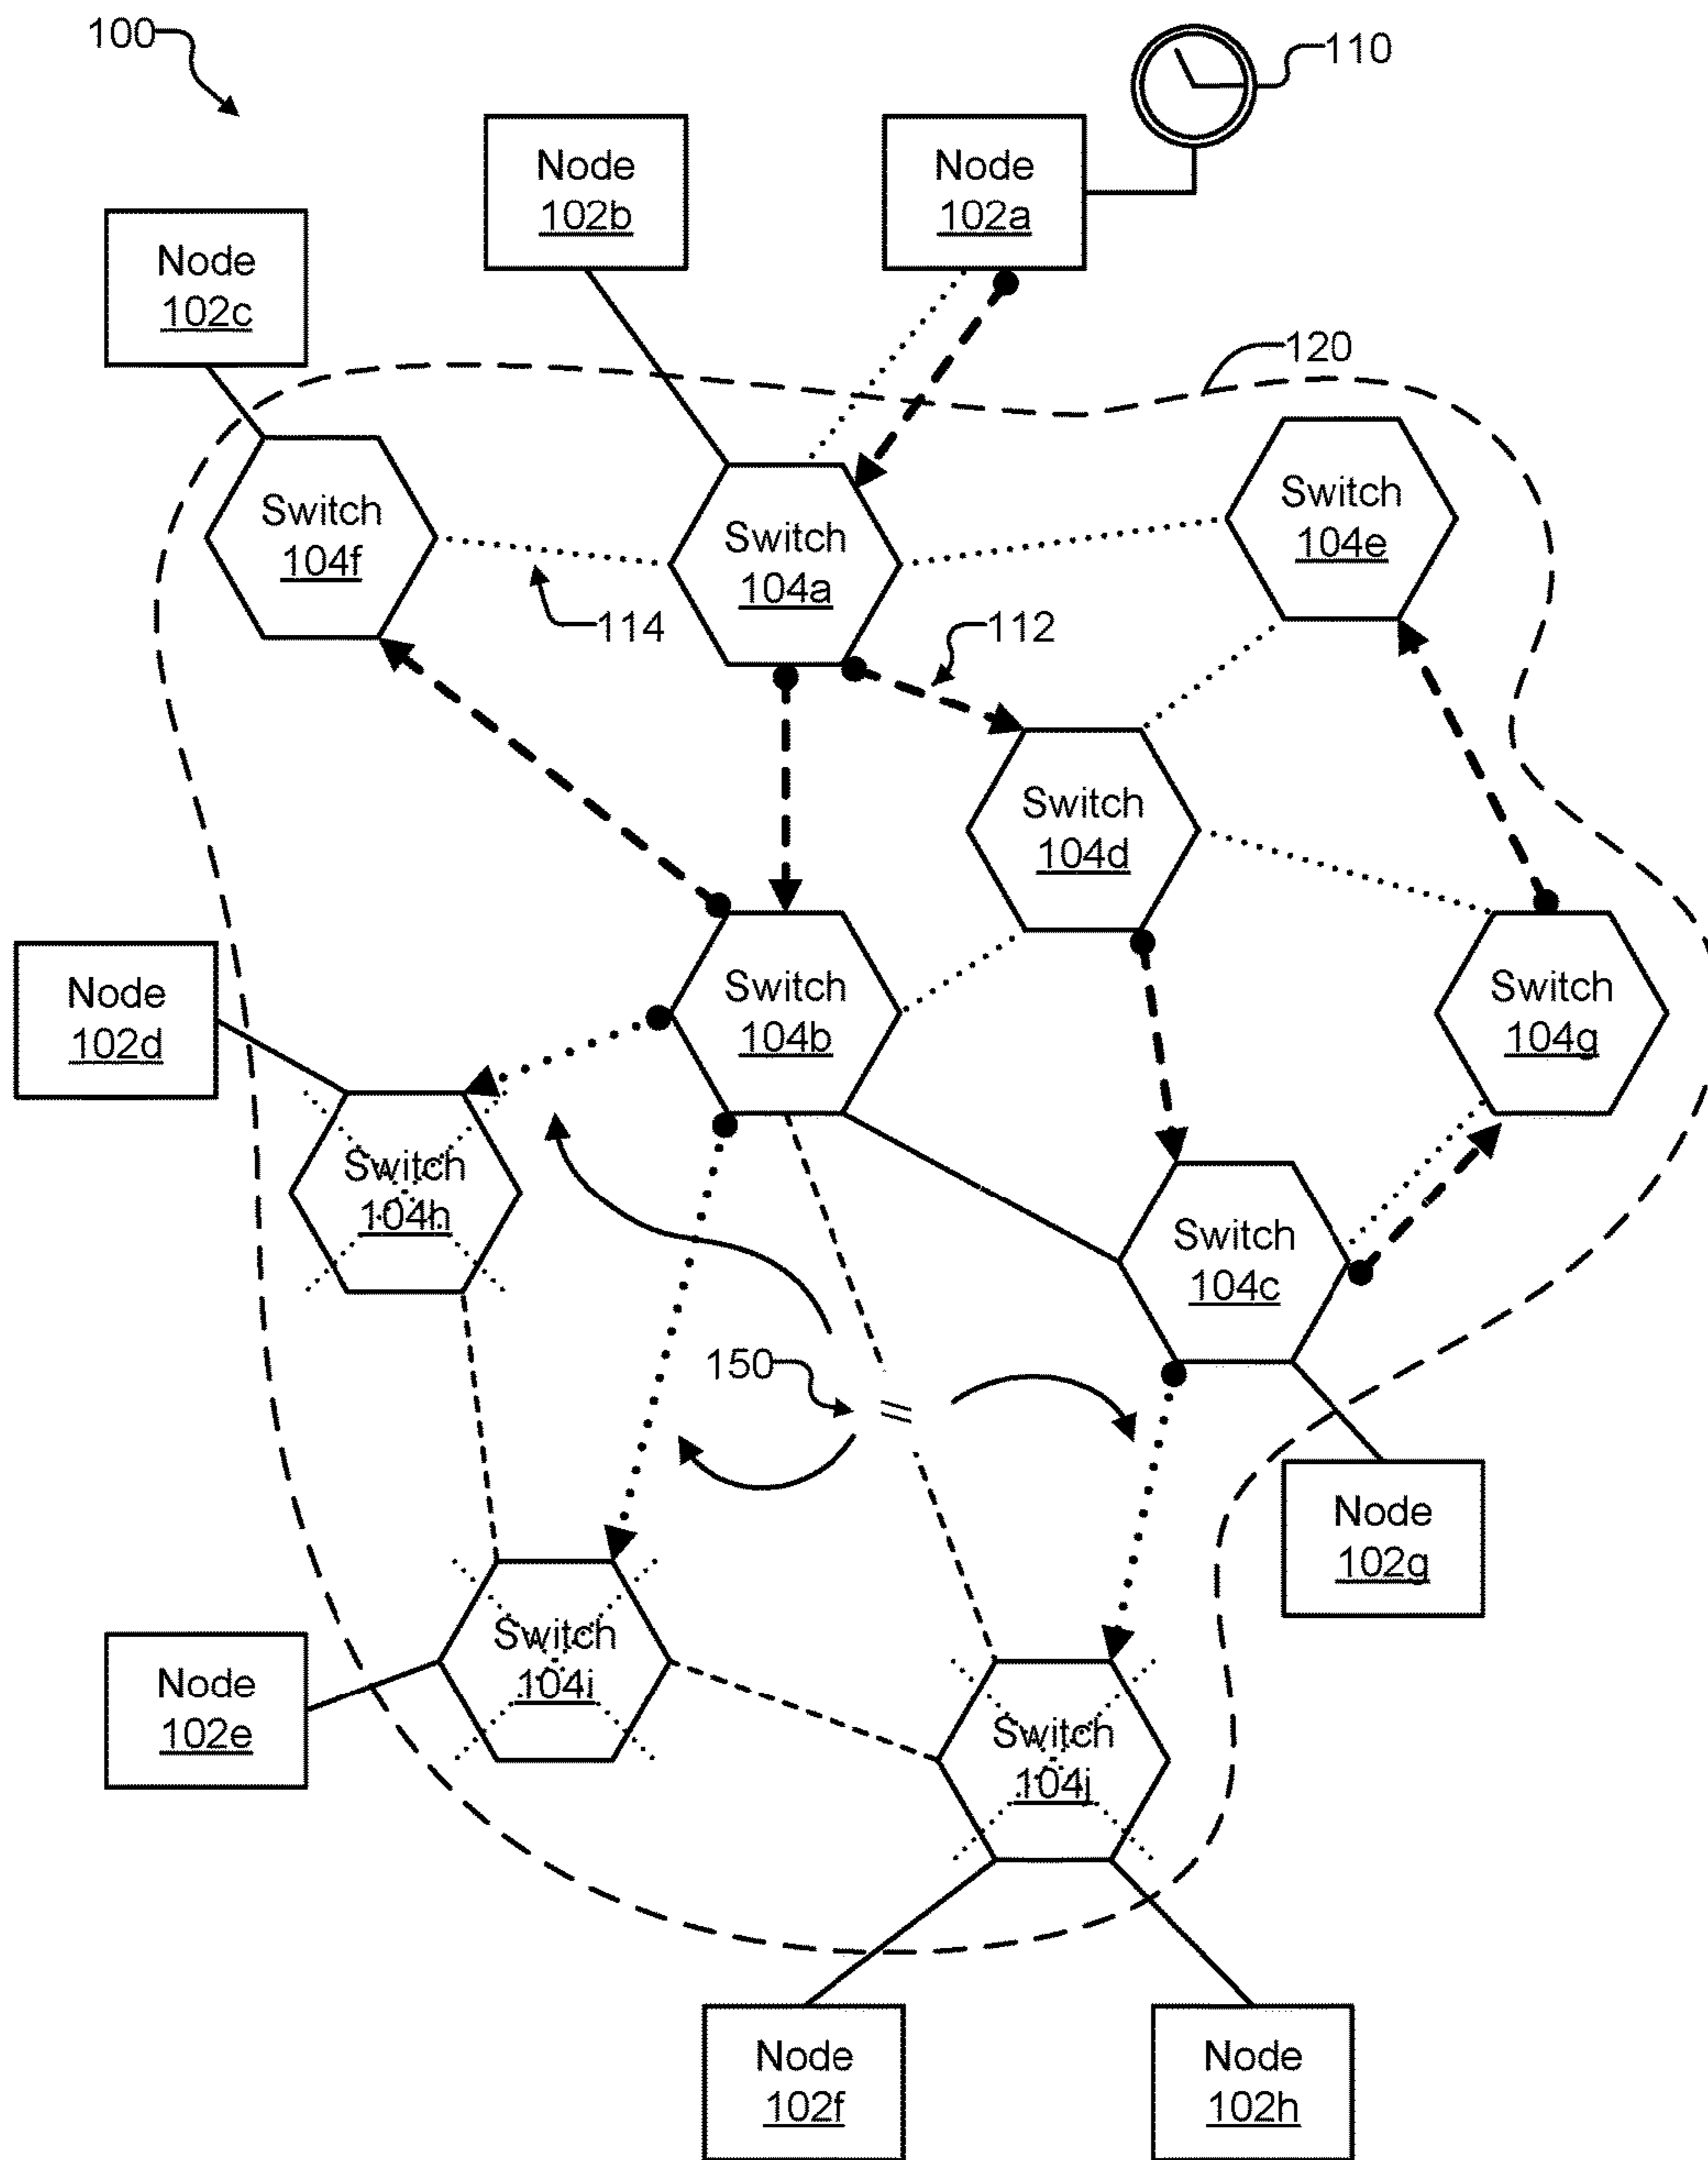 100
110
Node
102b
Node
102a
Node
102c
120
Switch
104f
Switch
104a
Switch
104e
114
112
Switch
104d
Node
102d
Switch
104b
Switch
104g
Switch
104h
Switch
104c
150
Node
102g
Switch
104i
Node
102e
Switch
104j
Node
102f
Node
102h